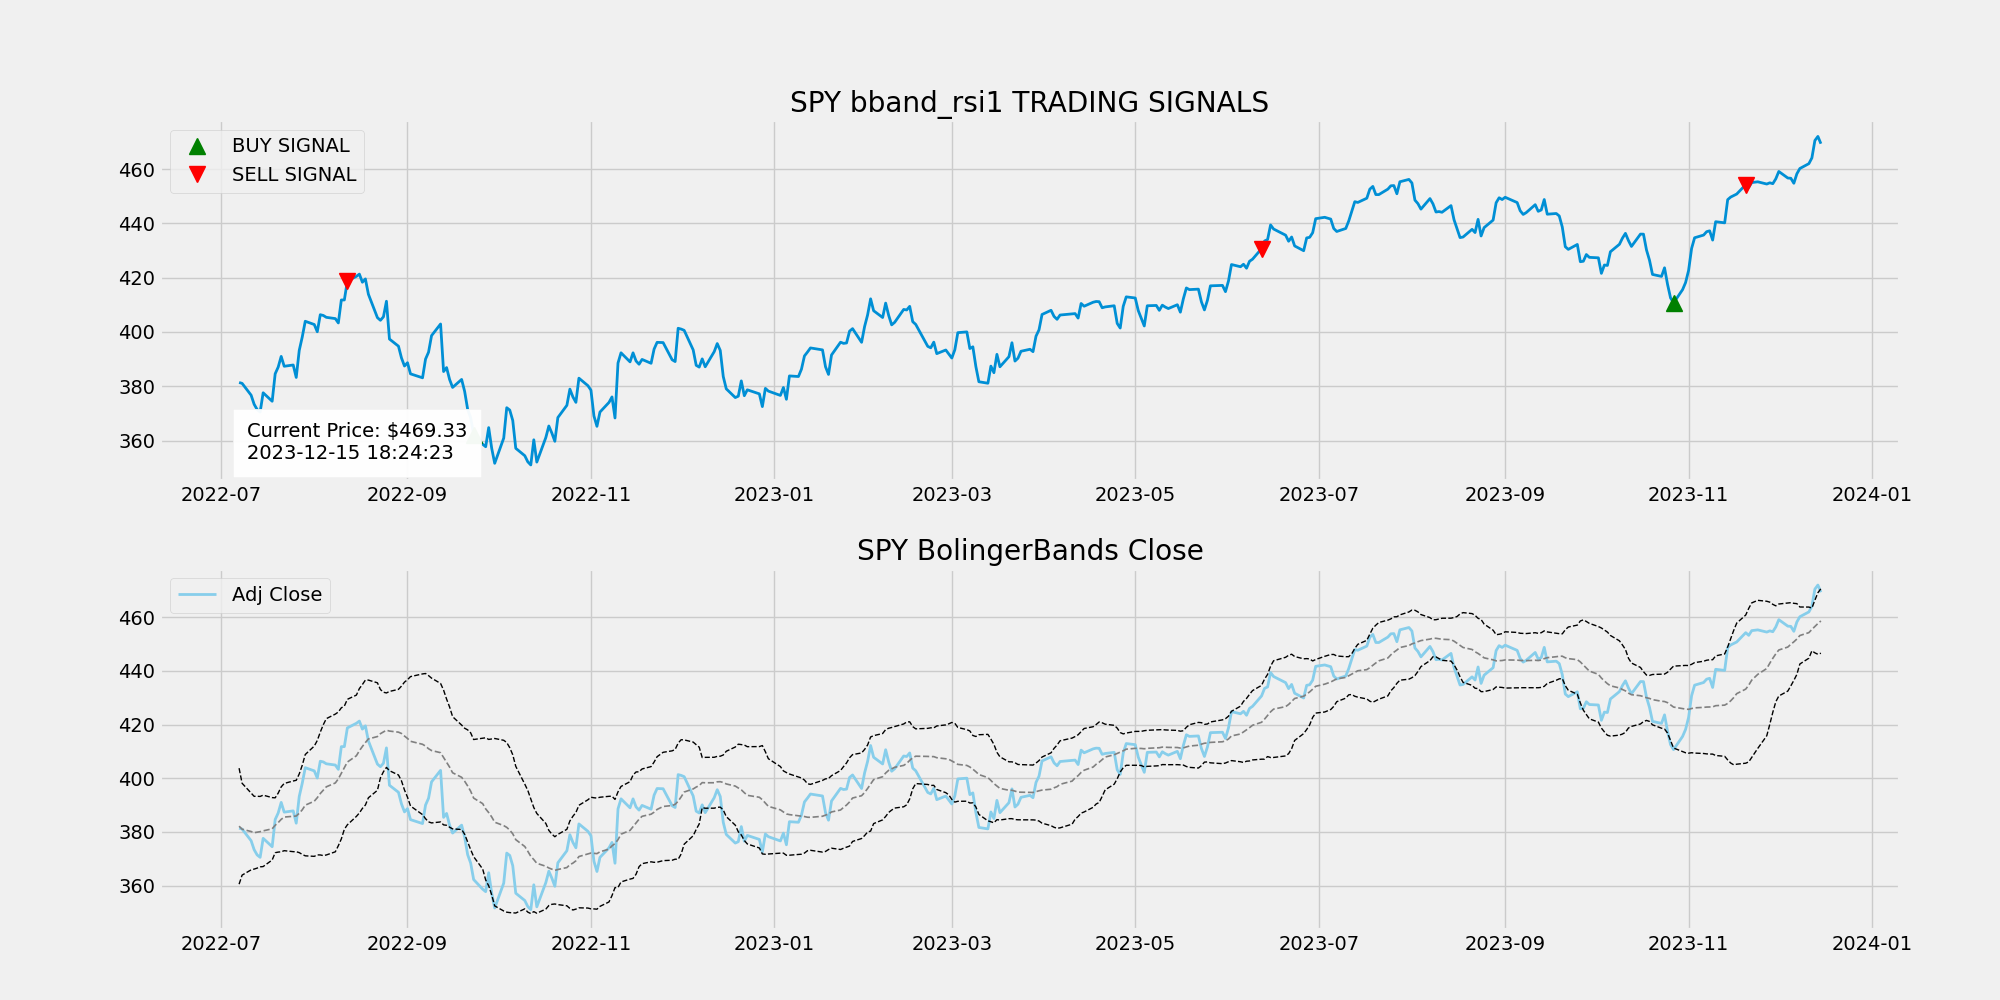 SPY bband_rsi1 TRADING SIGNALS
BUY SIGNAL
SELL SIGNAL
460
440
420
400
380
360
Current Price: $469.33
2023-12-15 18:24:23
2022-07 2022-09 2022-11 2023-01 2023-03 2023-05 2023-07 2023-09 2023-11 2024-01
SPY BolingerBands Close
Adj Close
460
440
420
400
380
360
2022-07 2022-09 2022-11 2023-01 2023-03 2023-05 2023-07 2023-09 2023-11 2024-01